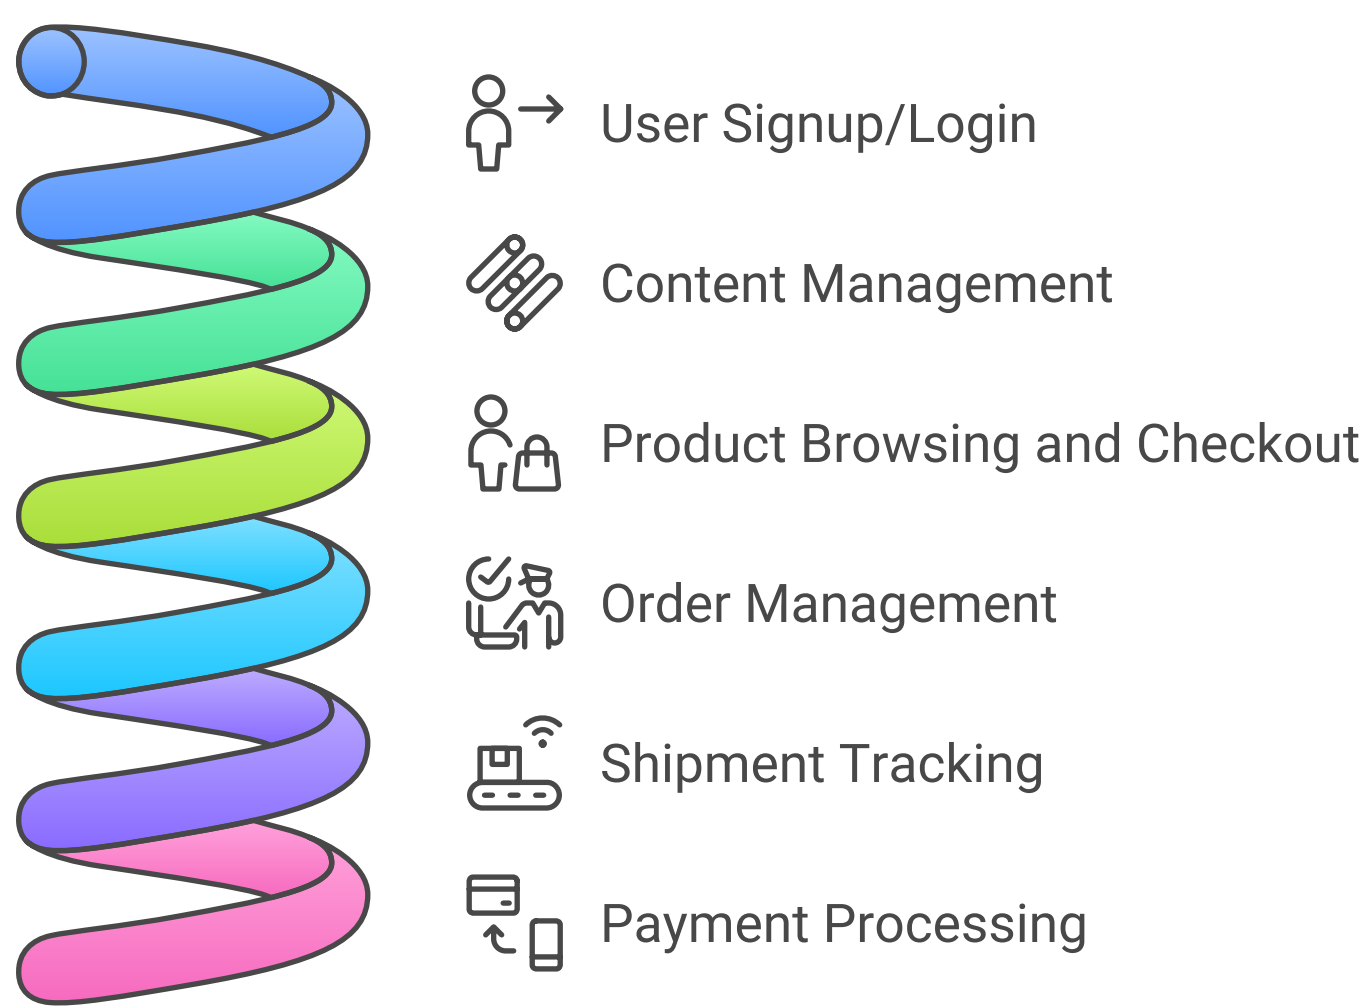 User Signup/Login
Content Management
Product Browsing and Checkout
Order Management
Shipment Tracking
Payment Processing